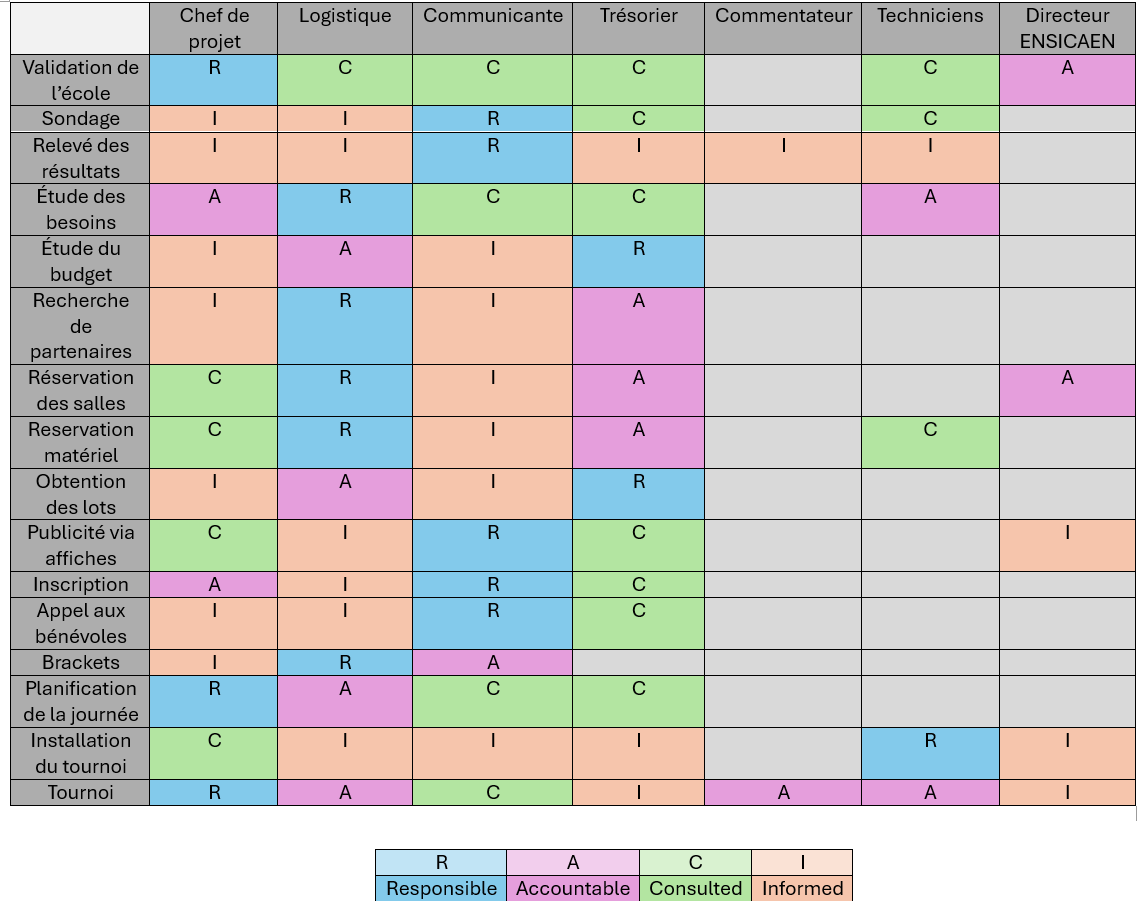 Chef de projet Logistique Communicante Trésorier Commentateur Techniciens Directeur ENSICAEN
Validation de l'école R C C C C A
Sondage I I R C C
Relevé des résultats I I R I I I
Étude des besoins A R C C A
Étude du budget I A I R
Recherche de partenaires I R I A
Réservation des salles C R I A A
Reservation matériel C R I A C
Obtention des lots I A I R
Publicité via affiches C I R C I
Inscription A I R C
Appel aux bénévoles I I R C
Brackets I R A
Planification de la journée R A C C
Installation du tournoi C I I I R I
Tournoi R A C I A A I
R A C I
Responsible Accountable Consulted Informed